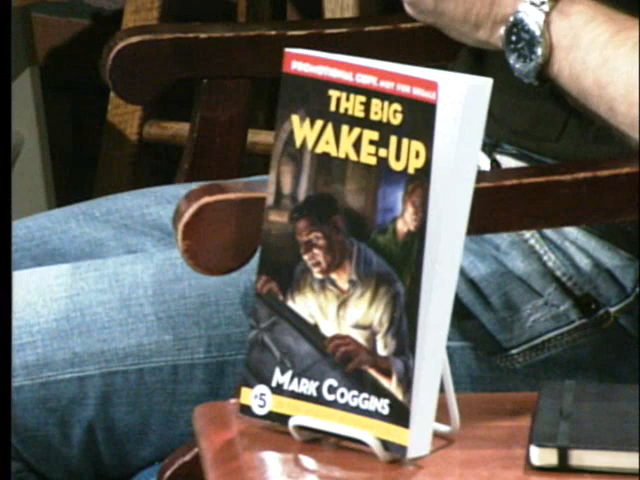 PROMOTIONAL COPY. NOT FOR RESALE
THE BIG
WAKE-UP
MARK COGGINS
#5